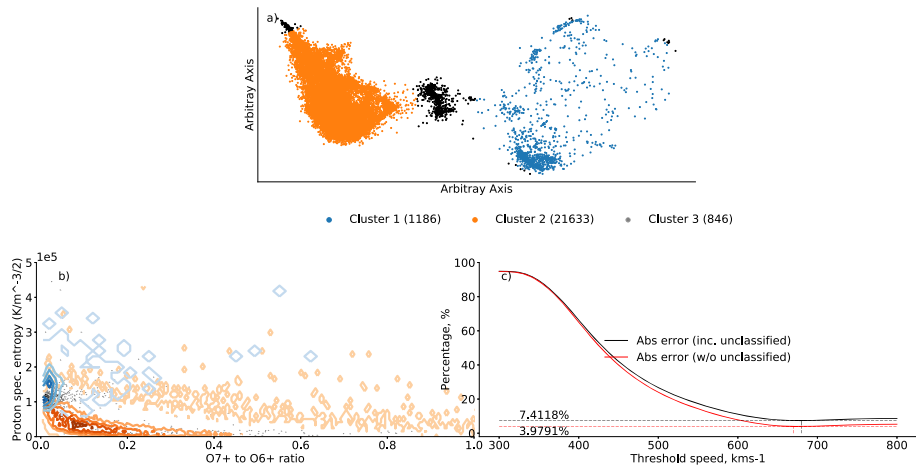 a)
Arbitray Axis
Arbitray Axis
Cluster 1 (1186)
Cluster 2 (21633)
Cluster 3 (846)
1e5
b)
5
4
3
2
1
0
Proton spec. entropy (K/m^-3/2)
0.0
0.2
0.4
0.6
0.8
1.0
O7+ to O6+ ratio
c)
100
80
60
40
20
0
Percentage, %
Abs error (inc. unclassified)
Abs error (w/o unclassified)
7.4118%
3.9791%
300
400
500
600
700
800
Threshold speed, kms-1